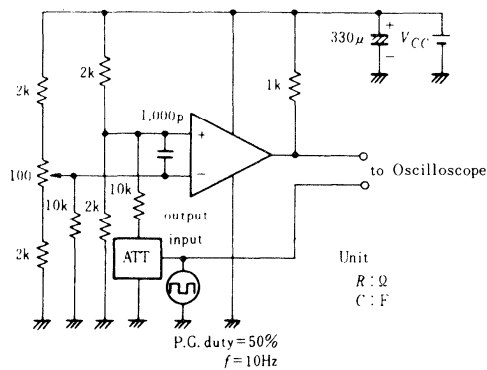 330μ
+
V_CC
−
2k
2k
1k
1,000p
+
−
100
to Oscilloscope
10k
10k
2k
output
input
2k
ATT
Unit
R : Ω
C : F
P.G. duty = 50%
f = 10Hz